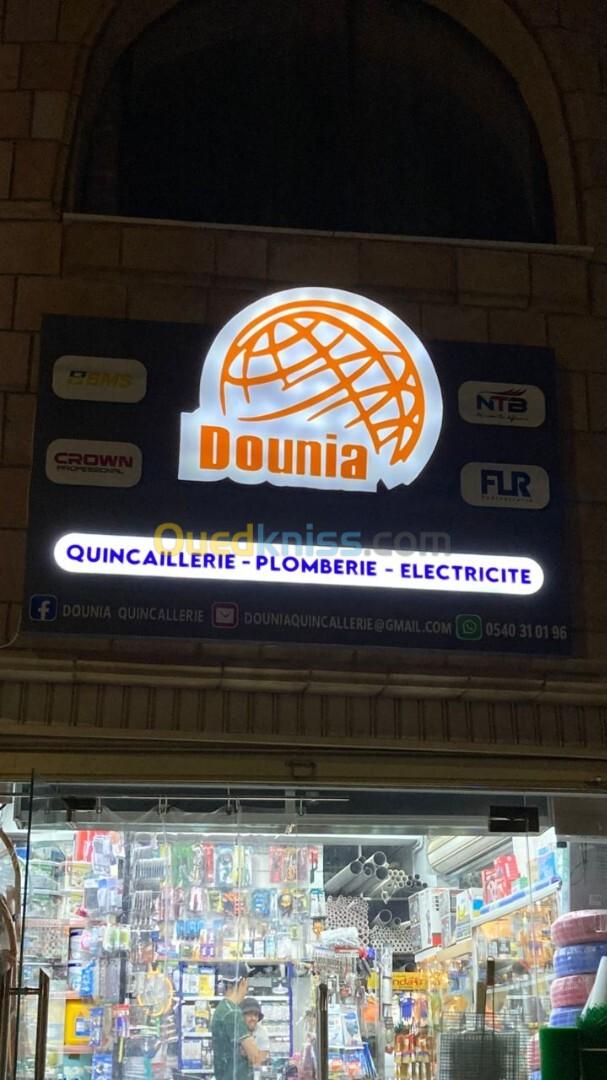 BMS
NTB
Dounia
CROWN
PROFESSIONAL
FLR
Ouedkniss.com
QUINCAILLERIE - PLOMBERIE - ELECTRICITE
DOUNIA QUINCALLERIE DOUNIAQUINCALLERIE@GMAIL.COM 0540 31 01 96